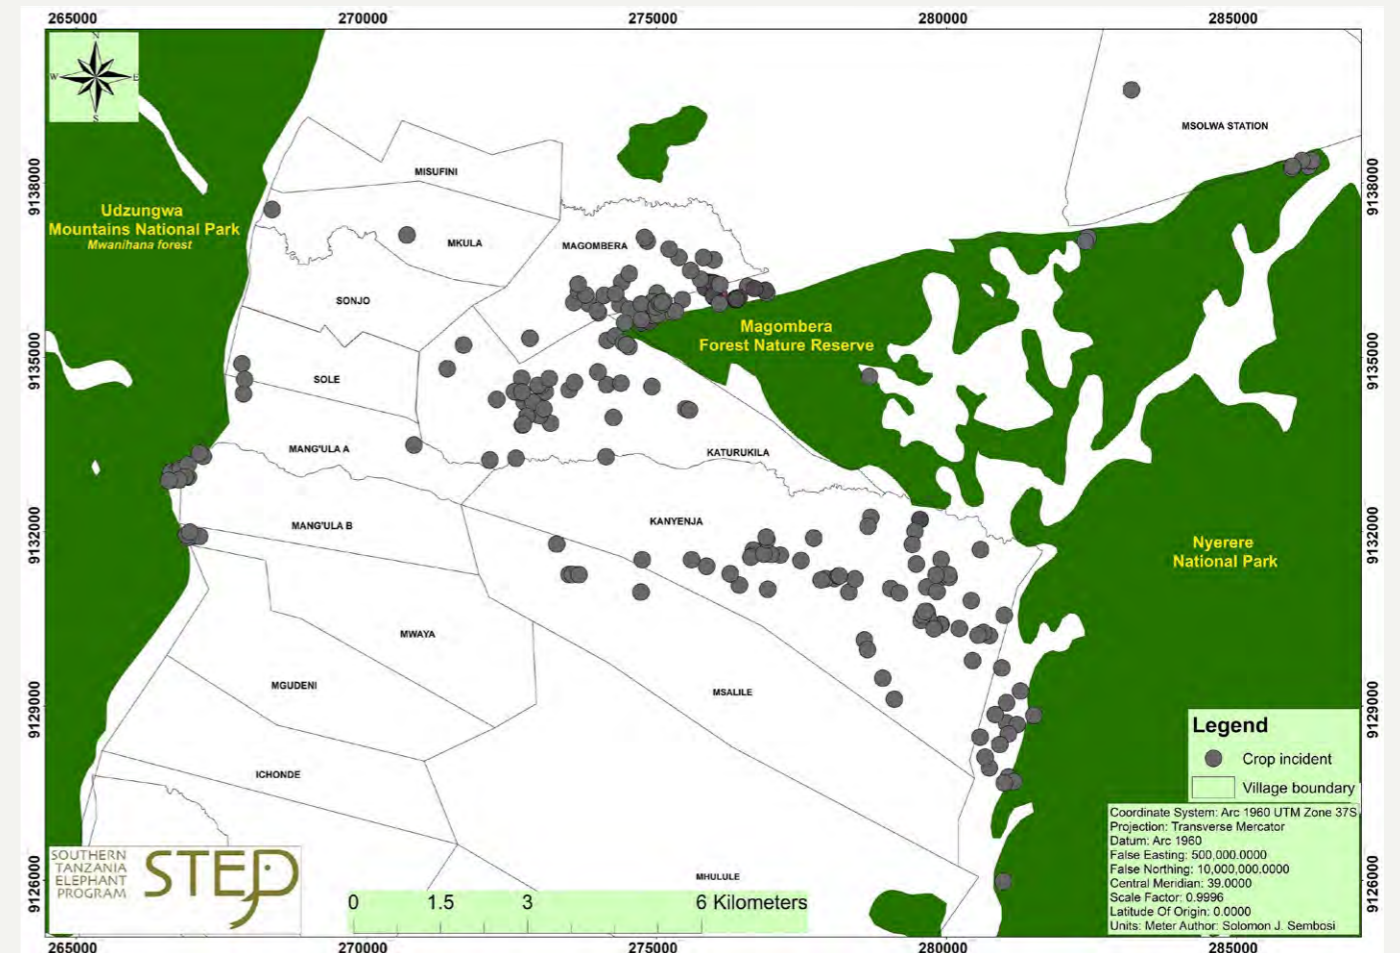 265000 270000 275000 280000 285000
N
W E
S
MSOLWA STATION
MISUFINI
9138000 9138000
Udzungwa
Mountains National Park
Mwanihana forest
MKULA
MAGOMBERA
SONJO
Magombera
Forest Nature Reserve
9135000 9135000
SOLE
MANG'ULA A
KATURUKILA
MANG'ULA B
KANYENJA
9132000 9132000
Nyerere
National Park
MWAYA
MGUDENI
MSALILE
9129000 9129000
ICHONDE
MHULULE
Legend
Crop incident
Village boundary
Coordinate System: Arc 1960 UTM Zone 37S
Projection: Transverse Mercator
Datum: Arc 1960
False Easting: 500,000.0000
False Northing: 10,000,000.0000
Central Meridian: 39.0000
Scale Factor: 0.9996
Latitude Of Origin: 0.0000
Units: Meter Author: Solomon J. Sembosi
SOUTHERN
TANZANIA
ELEPHANT
PROGRAM
STEP
9126000 9126000
0 1.5 3 6 Kilometers
265000 270000 275000 280000 285000